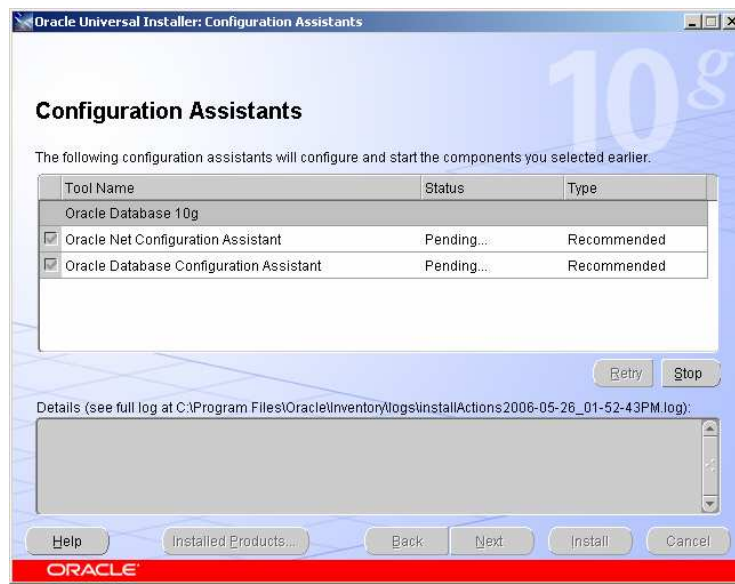 Oracle Universal Installer: Configuration Assistants
10g
Configuration Assistants
The following configuration assistants will configure and start the components you selected earlier.
Tool Name Status Type
Oracle Database 10g
Oracle Net Configuration Assistant Pending... Recommended
Oracle Database Configuration Assistant Pending... Recommended
Retry Stop
Details (see full log at C:\Program Files\Oracle\Inventory\logs\installActions2006-05-26_01-52-43PM.log):
Help Installed Products... Back Next Install Cancel
ORACLE